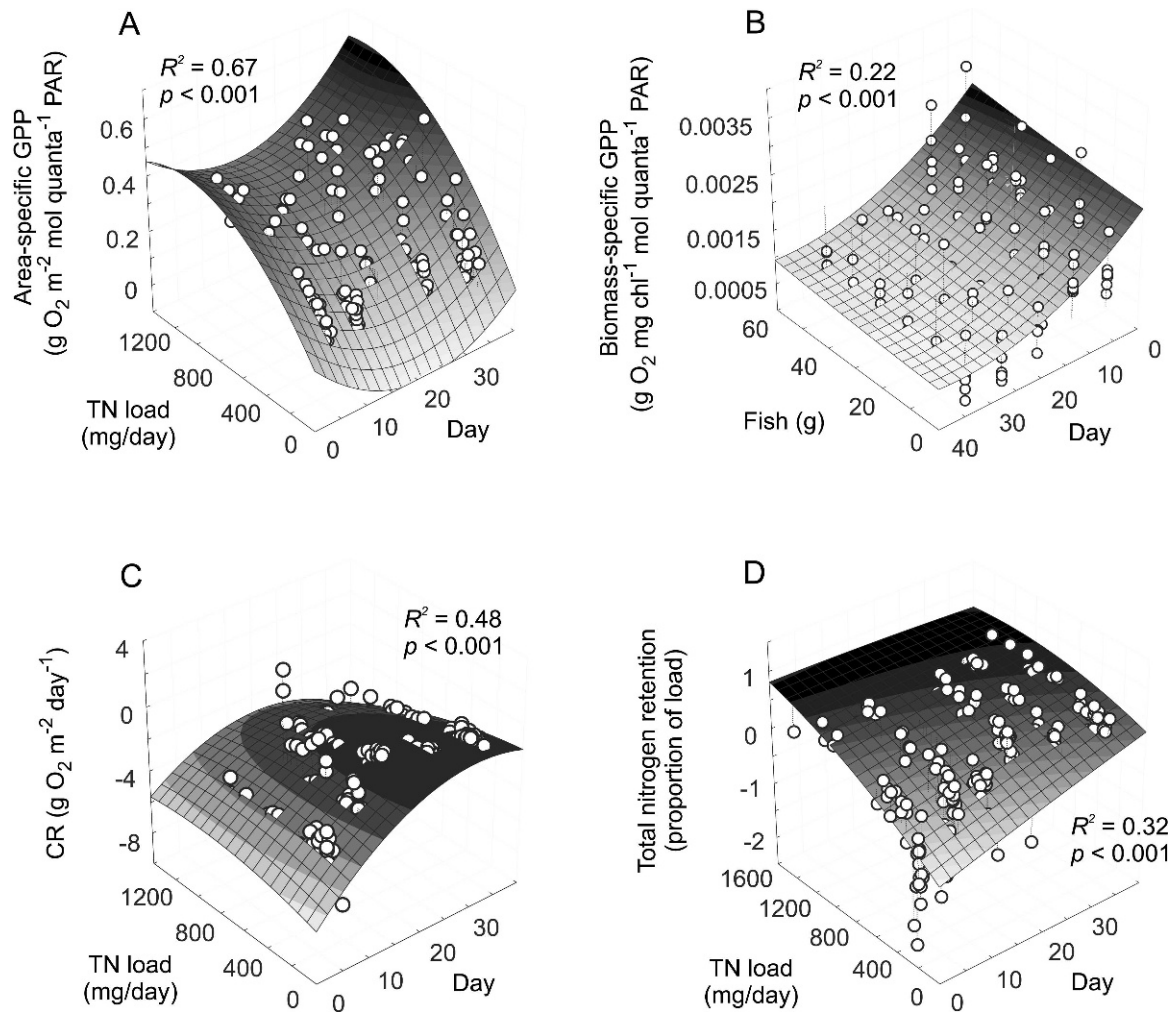 A
R² = 0.67
p < 0.001
Area-specific GPP
(g O₂ m⁻² mol quanta⁻¹ PAR)
0.6
0.4
0.2
0
1200
800
400
0
TN load
(mg/day)
0
10
20
30
Day
B
R² = 0.22
p < 0.001
Biomass-specific GPP
(g O₂ mg chl⁻¹ mol quanta⁻¹ PAR)
0.0035
0.0025
0.0015
0.0005
60
40
20
0
Fish (g)
40
30
20
10
0
Day
C
R² = 0.48
p < 0.001
CR (g O₂ m⁻² day⁻¹)
4
0
-4
-8
1200
800
400
0
TN load
(mg/day)
0
10
20
30
Day
D
R² = 0.32
p < 0.001
Total nitrogen retention
(proportion of load)
1
0
-1
-2
1600
1200
800
400
0
TN load
(mg/day)
0
10
20
30
Day